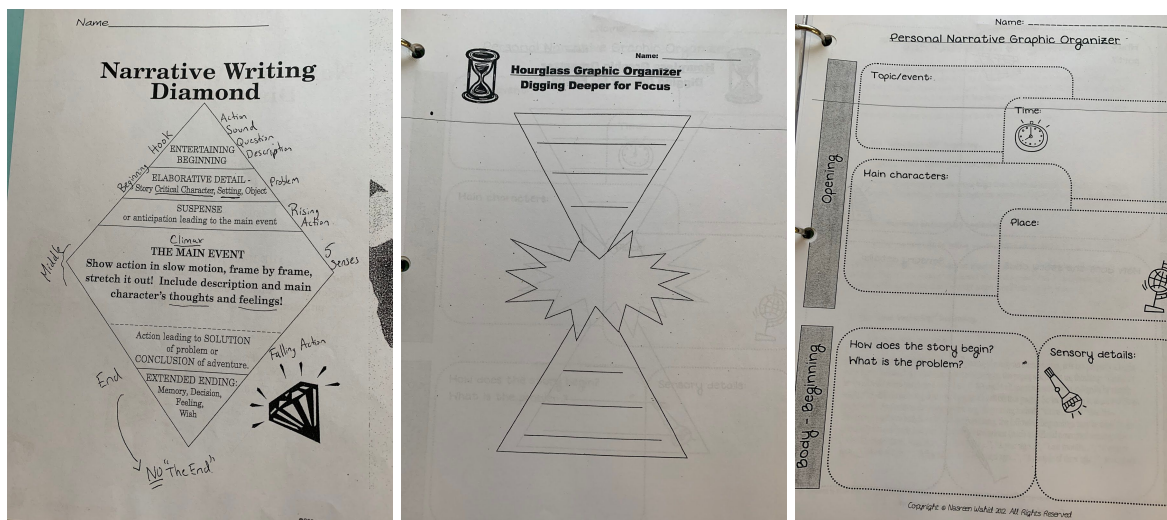 Name
Narrative Writing
Diamond
Action
Sound
Question
Description
Beginning Hook
ENTERTAINING
BEGINNING
ELABORATIVE DETAIL -
Story Critical Character, Setting, Object
Problem
SUSPENSE
or anticipation leading to the main event
Rising
Action
Climax
THE MAIN EVENT
Show action in slow motion, frame by frame,
stretch it out! Include description and main
character's thoughts and feelings!
Middle
5
Senses
Action leading to SOLUTION
of problem or
CONCLUSION of adventure.
Falling Action
End
EXTENDED ENDING:
Memory, Decision,
Feeling,
Wish
NO "The End"
Name:
Hourglass Graphic Organizer
Digging Deeper for Focus
Name:
Personal Narrative Graphic Organizer
Opening
Topic/event:
Time:
Main characters:
Place:
Body - Beginning
How does the story begin?
What is the problem?
Sensory details:
Copyright © Nasreen Wahid 2012. All Rights Reserved